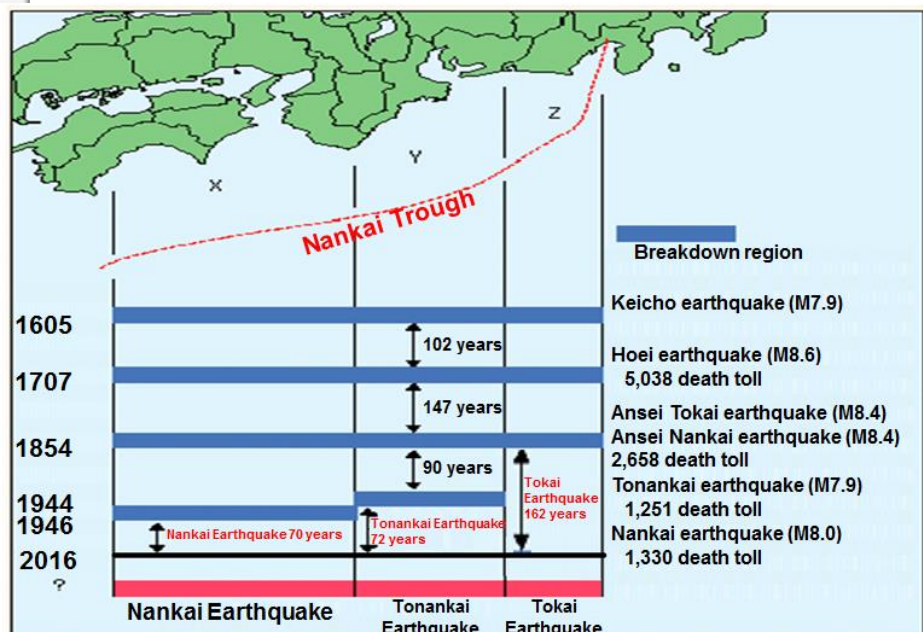 X
Y
Z
Nankai Trough
Breakdown region
1605
Keicho earthquake (M7.9)
102 years
1707
Hoei earthquake (M8.6)
5,038 death toll
147 years
1854
Ansei Tokai earthquake (M8.4)
Ansei Nankai earthquake (M8.4)
2,658 death toll
90 years
Tokai
Earthquake
162 years
1944
1946
Tonankai earthquake (M7.9)
1,251 death toll
Nankai Earthquake 70 years
Tonankai Earthquake
72 years
Nankai earthquake (M8.0)
1,330 death toll
2016
?
Nankai Earthquake
Tonankai
Earthquake
Tokai
Earthquake